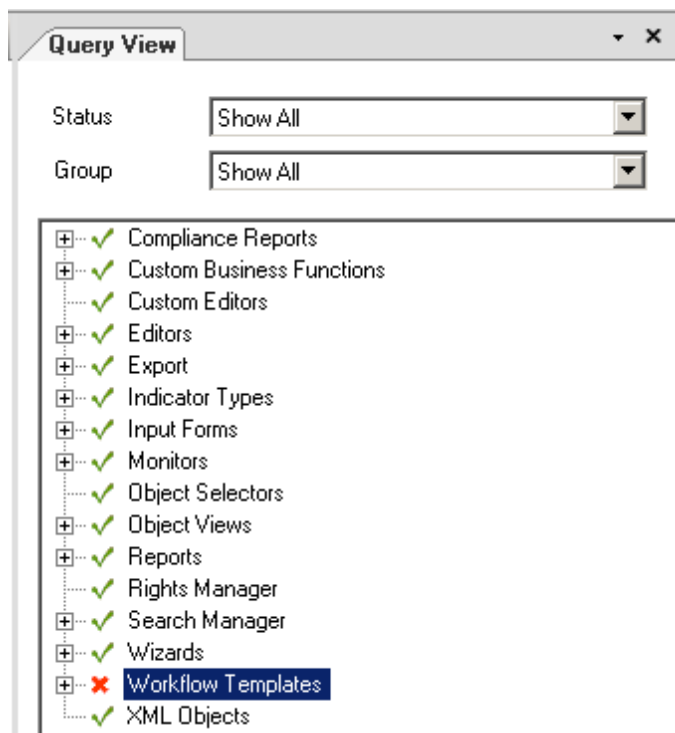 Query View
Status Show All
Group Show All
Compliance Reports
Custom Business Functions
Custom Editors
Editors
Export
Indicator Types
Input Forms
Monitors
Object Selectors
Object Views
Reports
Rights Manager
Search Manager
Wizards
Workflow Templates
XML Objects